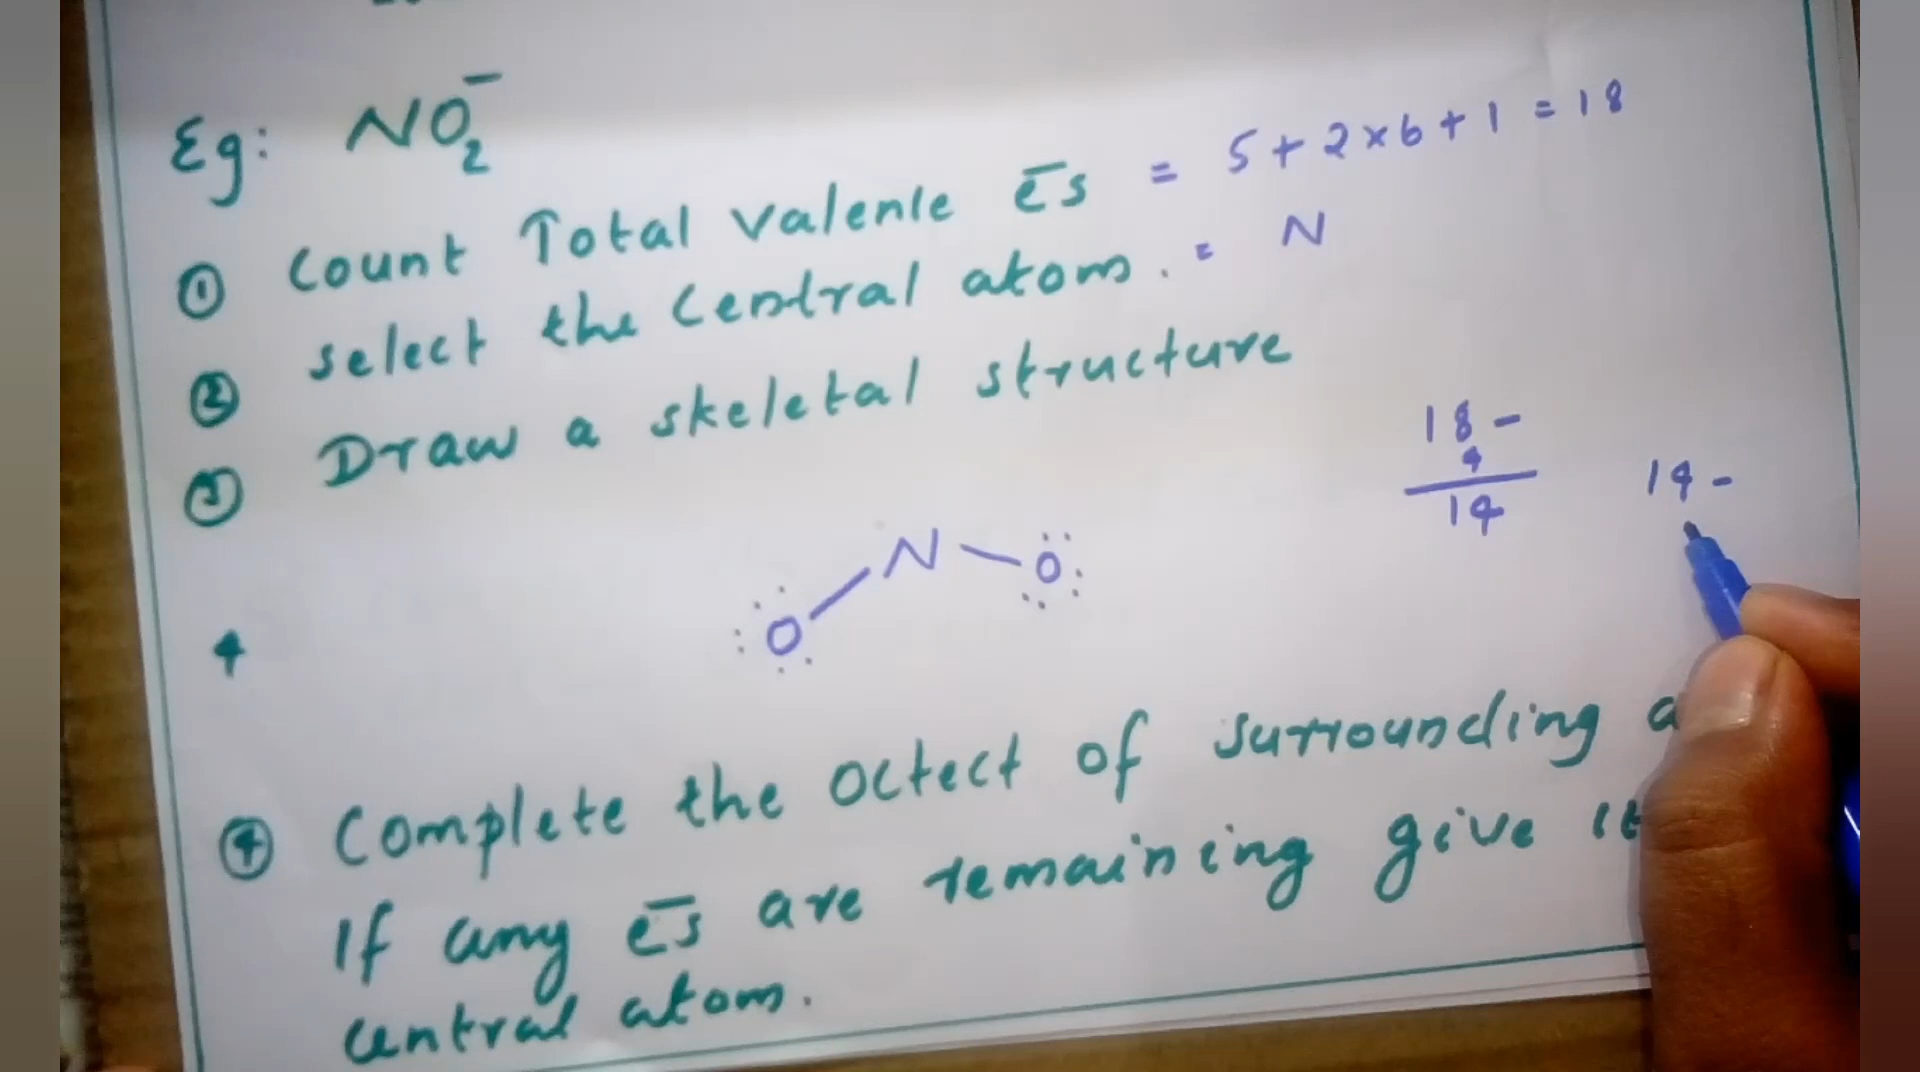 Eg: NO₂⁻
① Count Total valenle e̅s = 5+2×6+1 = 18
② select the Central atom. = N
③ Draw a skeletal structure
18 -
4
14
14 -
N
O O
4
④ Complete the octect of surrounding a
If any e̅s are remaining give it
central atom.